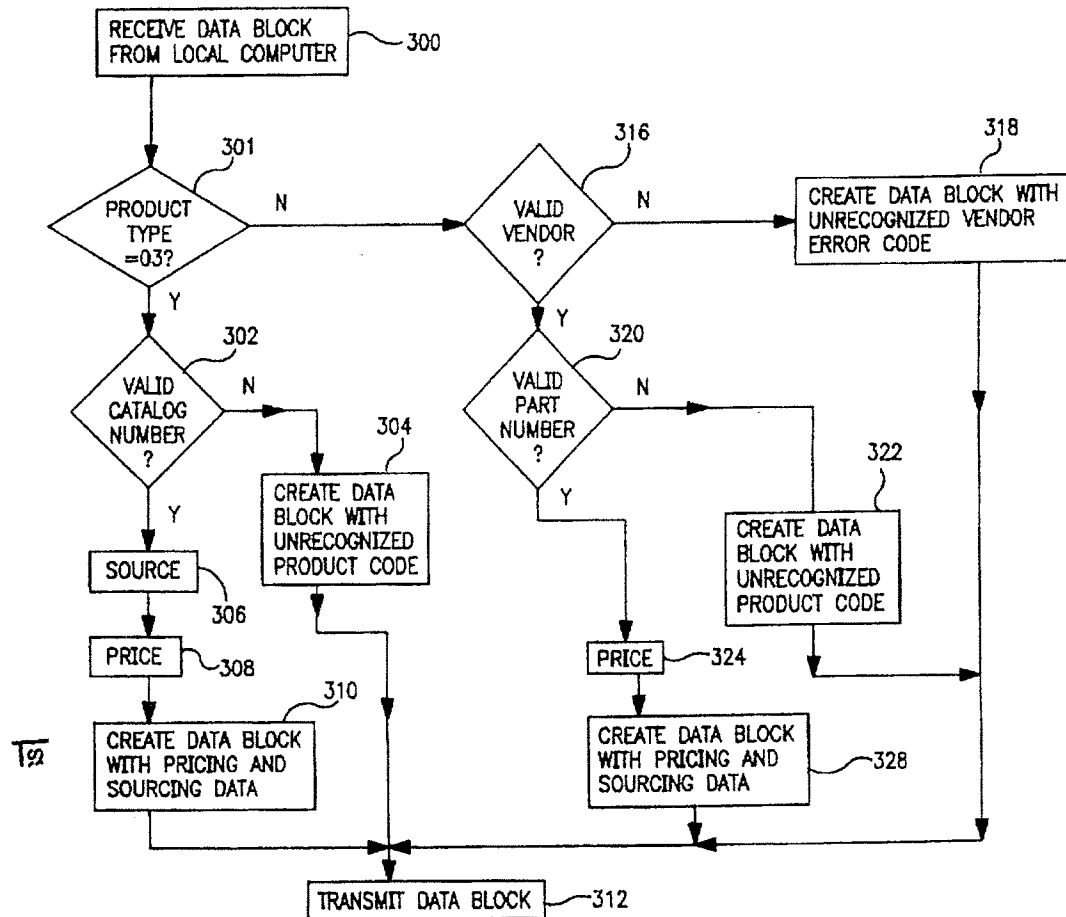 RECEIVE DATA BLOCK
FROM LOCAL COMPUTER
300
301
PRODUCT
TYPE
=03?
N
Y
316
VALID
VENDOR
?
N
Y
318
CREATE DATA BLOCK WITH
UNRECOGNIZED VENDOR
ERROR CODE
302
VALID
CATALOG
NUMBER
?
N
Y
304
CREATE DATA
BLOCK WITH
UNRECOGNIZED
PRODUCT CODE
320
VALID
PART
NUMBER
?
N
Y
322
CREATE DATA
BLOCK WITH
UNRECOGNIZED
PRODUCT CODE
SOURCE
306
PRICE
308
310
CREATE DATA BLOCK
WITH PRICING AND
SOURCING DATA
PRICE
324
CREATE DATA BLOCK
WITH PRICING AND
SOURCING DATA
328
TRANSMIT DATA BLOCK
312